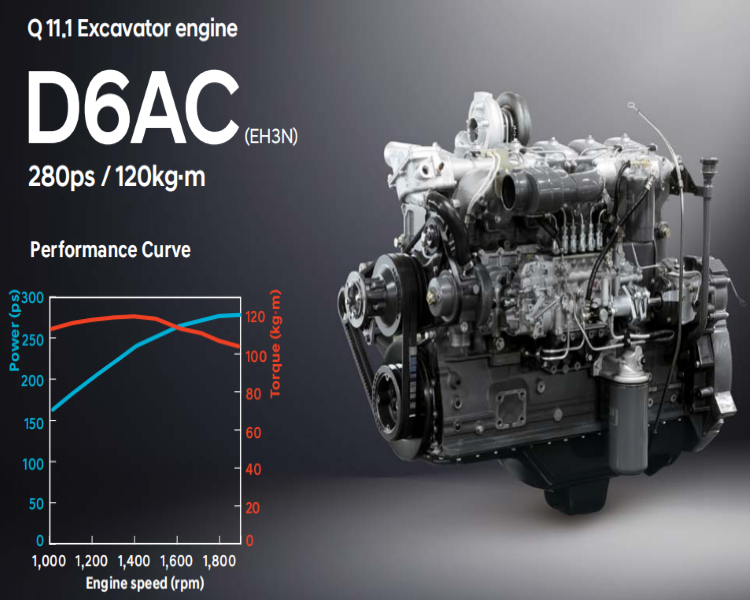 Q 11.1 Excavator engine
D6AC (EH3N)
280ps / 120kg·m
Performance Curve
Power (ps)
300
250
200
150
100
50
0
Torque (kg·m)
120
100
80
60
40
20
0
1,000 1,200 1,400 1,600 1,800
Engine speed (rpm)